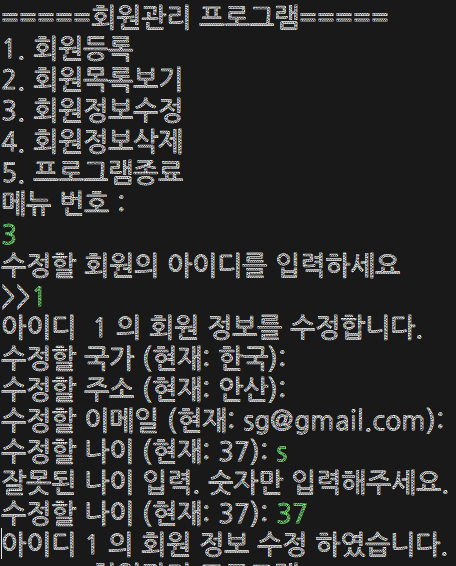 =====회원관리 프로그램=====
1. 회원등록
2. 회원목록보기
3. 회원정보수정
4. 회원정보삭제
5. 프로그램종료
메뉴 번호 :
3
수정할 회원의 아이디를 입력하세요
>>1
아이디  1 의 회원 정보를 수정합니다.
수정할 국가 (현재: 한국):
수정할 주소 (현재: 안산):
수정할 이메일 (현재: sg@gmail.com):
수정할 나이 (현재: 37): s
잘못된 나이 입력. 숫자만 입력해주세요.
수정할 나이 (현재: 37): 37
아이디 1 의 회원 정보 수정 하였습니다.